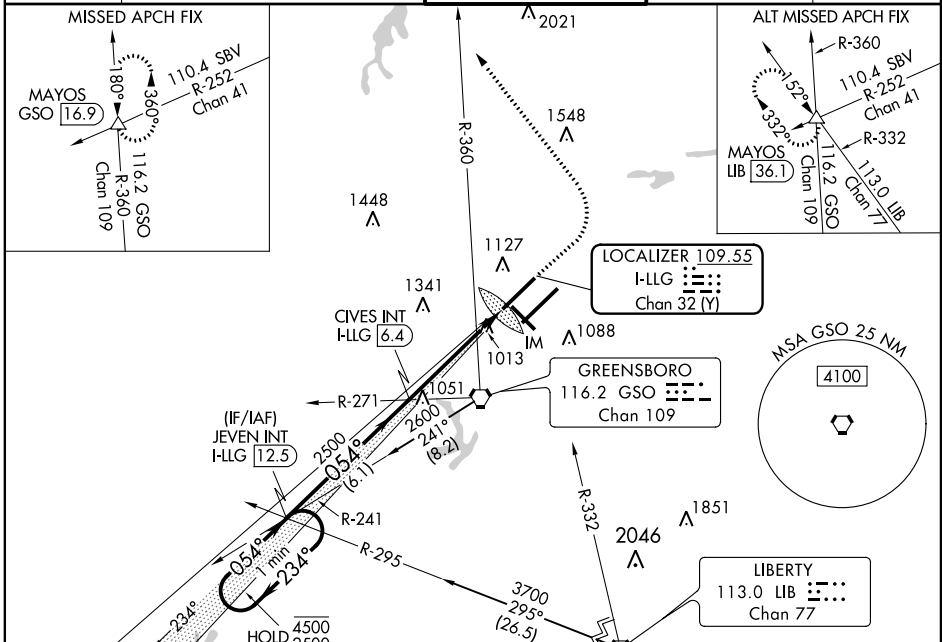 MISSED APCH FIX
180°
360°
110.4 SBV
R-252
Chan 41
MAYOS
GSO 16.9
R-360
116.2 GSO
Chan 109
2021
R-360
1548
1448
1127
1341
ALT MISSED APCH FIX
R-360
110.4 SBV
R-252
Chan 41
152°
332°
R-332
MAYOS
LIB 36.1
116.2 GSO
Chan 109
113.0 LIB
Chan 77
LOCALIZER 109.55
I-LLG
Chan 32 (Y)
CIVES INT
I-LLG 6.4
IM
1013
1088
MSA GSO 25 NM
4100
GREENSBORO
116.2 GSO
Chan 109
1051
R-271
2600
241°
(8.2)
(IF/IAF)
JEVEN INT
I-LLG 12.5
2500
054°
(6.1)
R-241
R-332
1851
2046
R-295
054°
1 min
234°
234°
3700
295°
(26.5)
LIBERTY
113.0 LIB
Chan 77
HOLD 4500